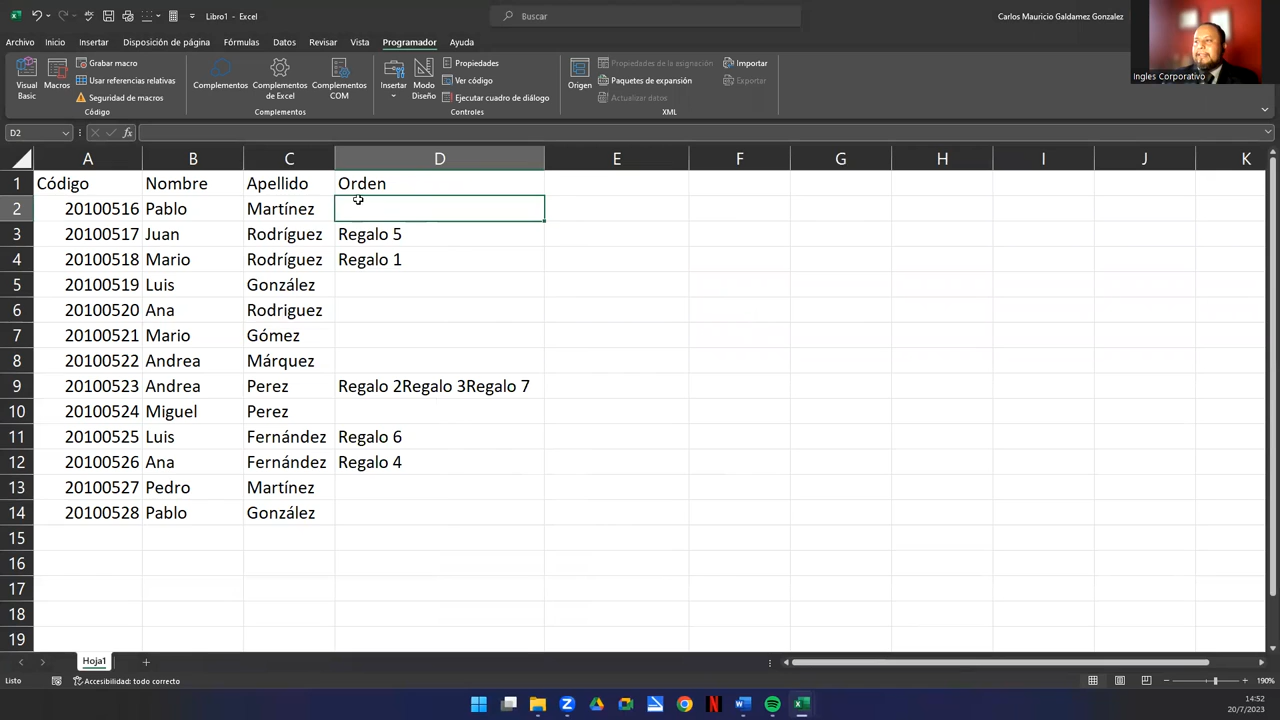 Libro1 - Excel
Buscar
Carlos Mauricio Galdamez Gonzalez
Archivo Inicio Insertar Disposición de página Fórmulas Datos Revisar Vista Programador Ayuda
Visual Basic
Macros
Grabar macro
Usar referencias relativas
Seguridad de macros
Código
Complementos
Complementos de Excel
Complementos COM
Complementos
Insertar
Modo Diseño
Propiedades
Ver código
Ejecutar cuadro de diálogo
Controles
Origen
Propiedades de la asignación
Paquetes de expansión
Actualizar datos
Importar
Exportar
XML
Ingles Corporativo
D2 fx
A B C D E F G H I J K
1 Código Nombre Apellido Orden
2 20100516 Pablo Martínez
3 20100517 Juan Rodríguez Regalo 5
4 20100518 Mario Rodríguez Regalo 1
5 20100519 Luis González
6 20100520 Ana Rodriguez
7 20100521 Mario Gómez
8 20100522 Andrea Márquez
9 20100523 Andrea Perez Regalo 2Regalo 3Regalo 7
10 20100524 Miguel Perez
11 20100525 Luis Fernández Regalo 6
12 20100526 Ana Fernández Regalo 4
13 20100527 Pedro Martínez
14 20100528 Pablo González
15
16
17
18
19
Hoja1
Listo
Accesibilidad: todo correcto
190%
14:52
20/7/2023